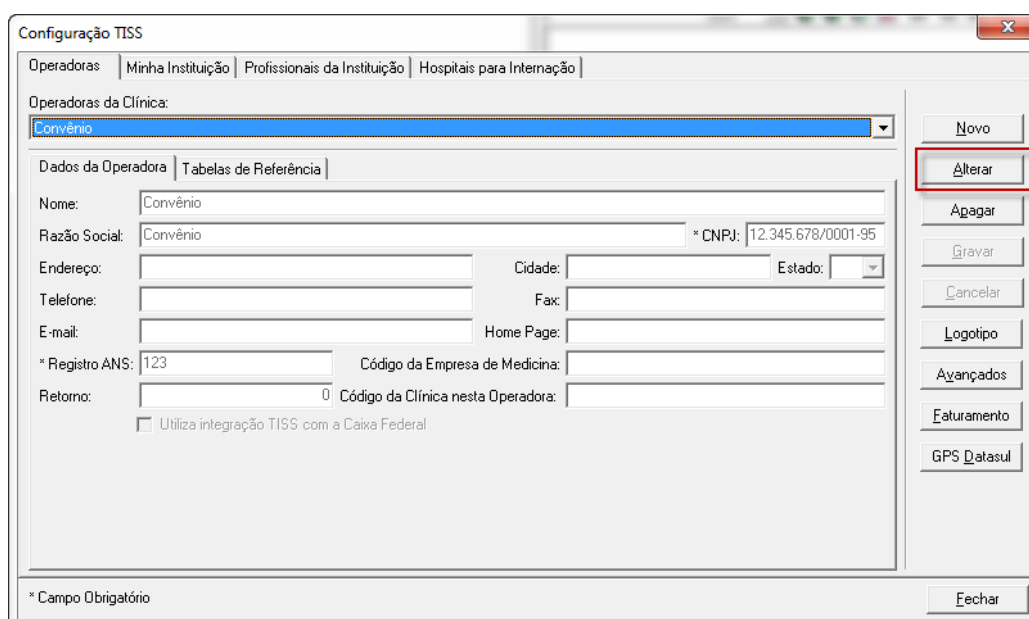 Configuração TISS
Operadoras
Minha Instituição
Profissionais da Instituição
Hospitais para Internação
Operadoras da Clínica:
Convênio
Novo
Dados da Operadora
Tabelas de Referência
Alterar
Nome: Convênio
Apagar
Razão Social: Convênio * CNPJ: 12.345.678/0001-95
Gravar
Endereço: Cidade: Estado:
Cancelar
Telefone: Fax:
E-mail: Home Page:
Logotipo
* Registro ANS: 123 Código da Empresa de Medicina:
Avançados
Retorno: 0 Código da Clínica nesta Operadora:
Faturamento
Utiliza integração TISS com a Caixa Federal
GPS Datasul
* Campo Obrigatório
Fechar